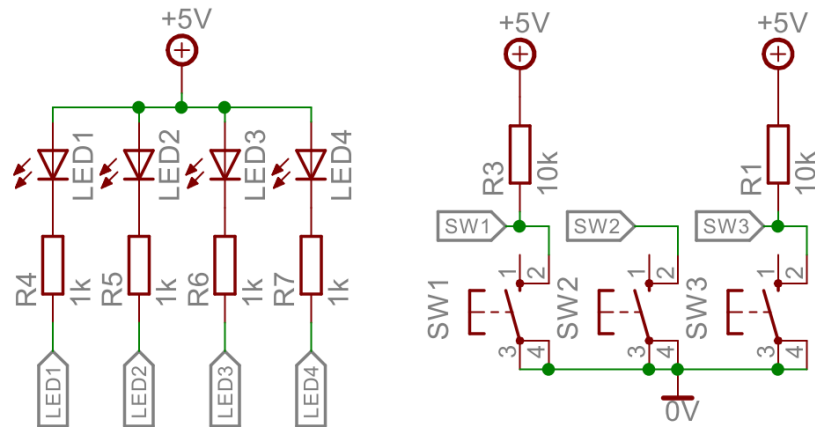 +5V
+5V
+5V
LED1
LED2
LED3
LED4
R3
10k
R1
10k
SW1
SW2
SW3
R4
1k
R5
1k
R6
1k
R7
1k
SW1
1
2
3
4
SW2
1
2
3
4
SW3
1
2
3
4
LED1
LED2
LED3
LED4
0V